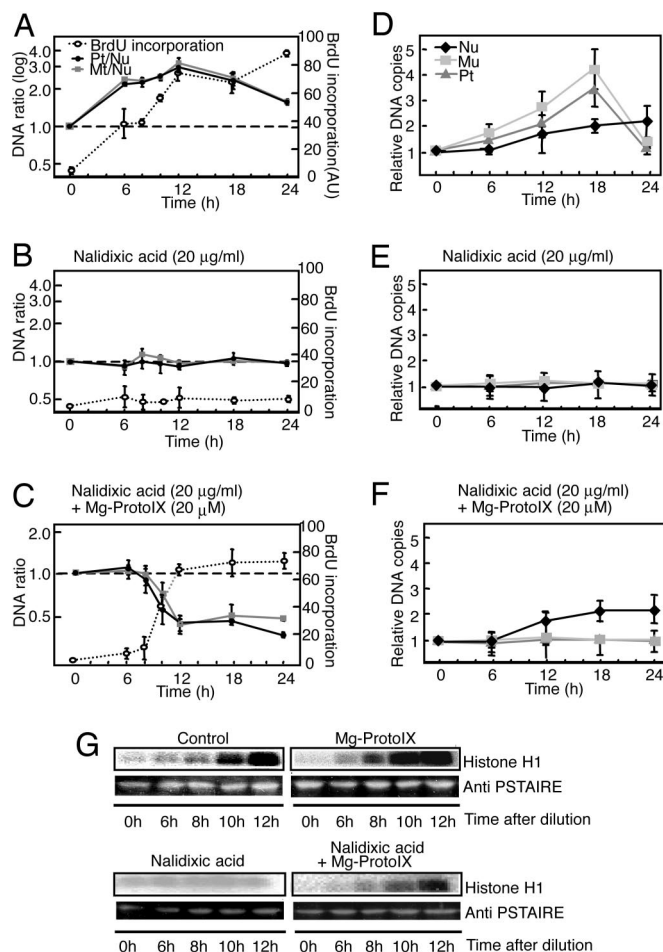 A
BrdU incorporation
Pt/Nu
Mt/Nu
DNA ratio (log)
4.0
3.0
2.0
1.0
0.5
BrdU incorporation(AU)
100
80
60
40
20
0
0 6 8 12 18 24
Time (h)
D
Nu
Mu
Pt
Relative DNA copies
5
4
3
2
1
0 6 12 18 24
Time (h)
B
Nalidixic acid (20 μg/ml)
DNA ratio
4.0
3.0
2.0
1.0
0.5
BrdU incorporation
100
80
60
40
20
0
0 6 8 12 18 24
Time (h)
E
Nalidixic acid (20 μg/ml)
Relative DNA copies
5
4
3
2
1
0 6 12 18 24
Time (h)
C
Nalidixic acid (20 μg/ml)
+ Mg-ProtoIX (20 μM)
DNA ratio
2.0
1.0
0.5
BrdU incorporation
100
80
60
40
20
0
0 6 8 12 18 24
Time (h)
F
Nalidixic acid (20 μg/ml)
+ Mg-ProtoIX (20 μM)
Relative DNA copies
5
4
3
2
1
0 6 12 18 24
Time (h)
G
Control Mg-ProtoIX
Histone H1
Anti PSTAIRE
0h 6h 8h 10h 12h 0h 6h 8h 10h 12h Time after dilution
Nalidixic acid Nalidixic acid
+ Mg-ProtoIX
Histone H1
Anti PSTAIRE
0h 6h 8h 10h 12h 0h 6h 8h 10h 12h Time after dilution